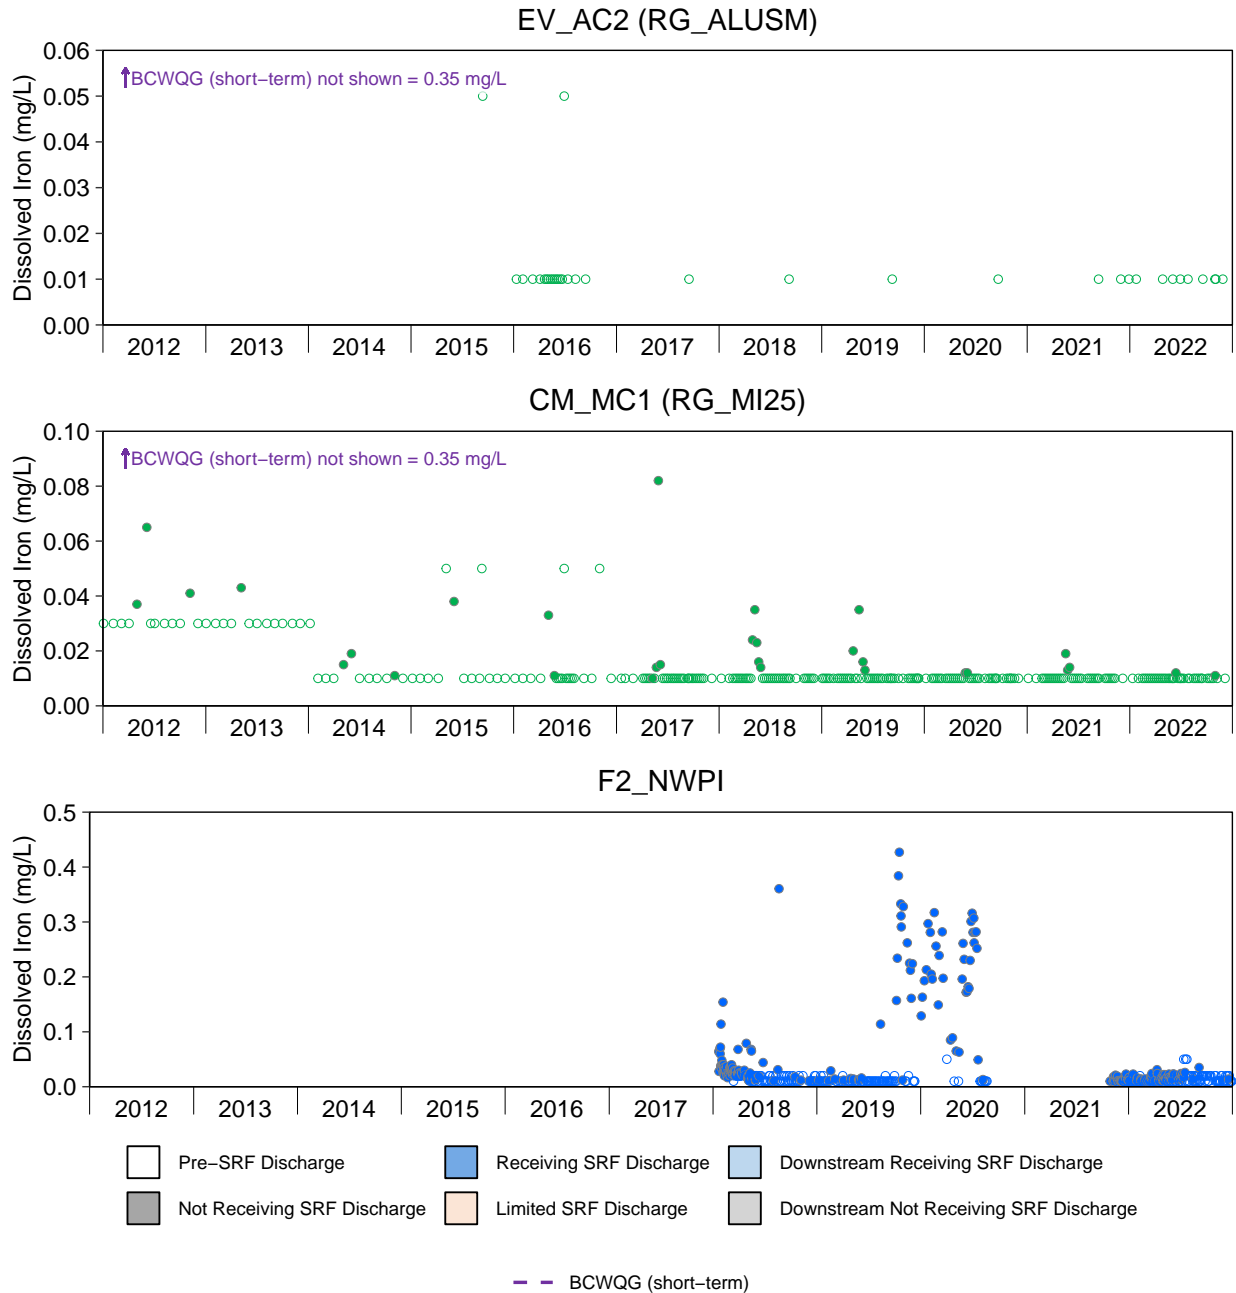 EV_AC2 (RG_ALUSM)
Dissolved Iron (mg/L)
0.06
0.05
0.04
0.03
0.02
0.01
0.00
BCWQG (short−term) not shown = 0.35 mg/L
2012 2013 2014 2015 2016 2017 2018 2019 2020 2021 2022
CM_MC1 (RG_MI25)
Dissolved Iron (mg/L)
0.10
0.08
0.06
0.04
0.02
0.00
BCWQG (short−term) not shown = 0.35 mg/L
2012 2013 2014 2015 2016 2017 2018 2019 2020 2021 2022
F2_NWPI
Dissolved Iron (mg/L)
0.5
0.4
0.3
0.2
0.1
0.0
2012 2013 2014 2015 2016 2017 2018 2019 2020 2021 2022
Pre−SRF Discharge Receiving SRF Discharge Downstream Receiving SRF Discharge
Not Receiving SRF Discharge Limited SRF Discharge Downstream Not Receiving SRF Discharge
BCWQG (short−term)